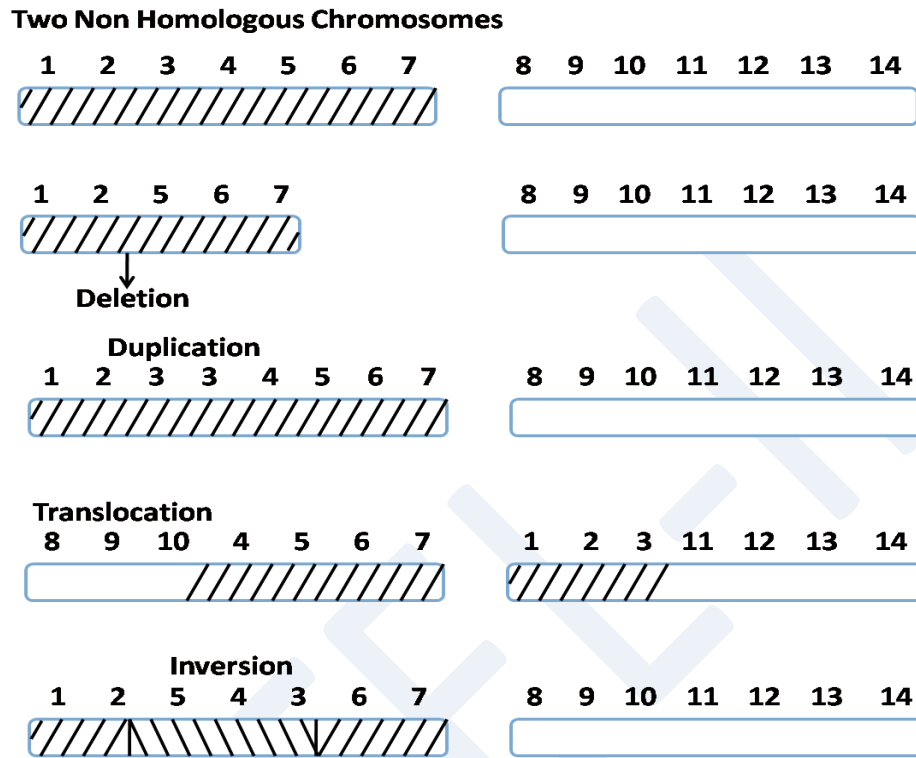 Two Non Homologous Chromosomes
1 2 3 4 5 6 7 8 9 10 11 12 13 14
1 2 5 6 7 8 9 10 11 12 13 14
Deletion
Duplication
1 2 3 3 4 5 6 7 8 9 10 11 12 13 14
Translocation
8 9 10 4 5 6 7 1 2 3 11 12 13 14
Inversion
1 2 5 4 3 6 7 8 9 10 11 12 13 14